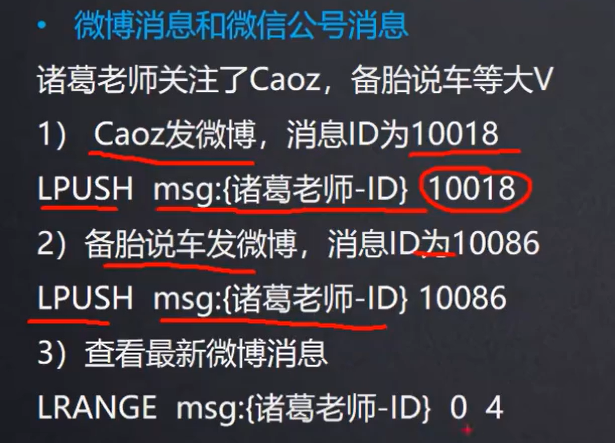 • 微博消息和微信公号消息
诸葛老师关注了Caoz，备胎说车等大V
1） Caoz发微博，消息ID为10018
LPUSH msg:{诸葛老师-ID} 10018
2）备胎说车发微博，消息ID为10086
LPUSH msg:{诸葛老师-ID} 10086
3）查看最新微博消息
LRANGE msg:{诸葛老师-ID} 0 4